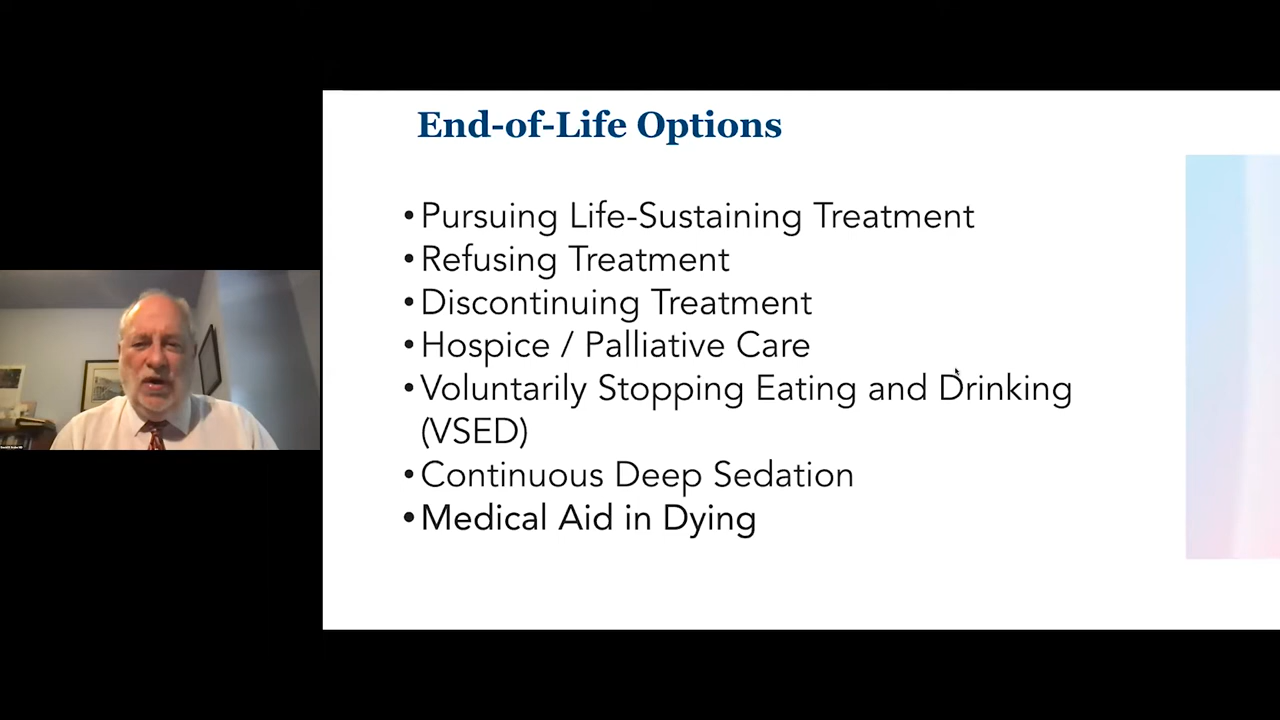 End-of-Life Options
•Pursuing Life-Sustaining Treatment
•Refusing Treatment
•Discontinuing Treatment
•Hospice / Palliative Care
•Voluntarily Stopping Eating and Drinking
(VSED)
•Continuous Deep Sedation
•Medical Aid in Dying